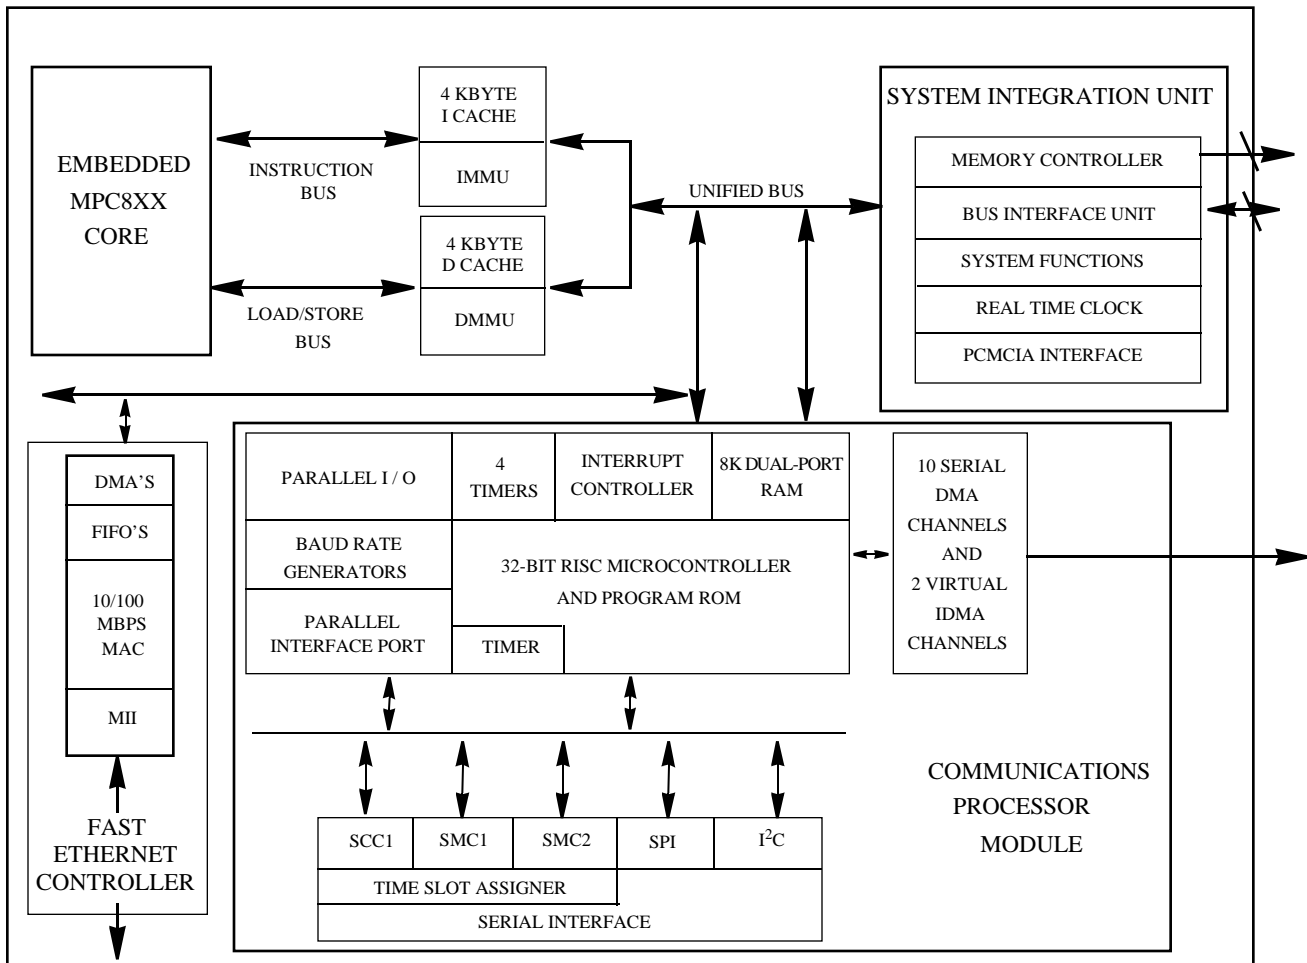 EMBEDDED
MPC8XX
CORE
INSTRUCTION
BUS
LOAD/STORE
BUS
4 KBYTE
I CACHE
IMMU
4 KBYTE
D CACHE
DMMU
UNIFIED BUS
SYSTEM INTEGRATION UNIT
MEMORY CONTROLLER
BUS INTERFACE UNIT
SYSTEM FUNCTIONS
REAL TIME CLOCK
PCMCIA INTERFACE
DMA'S
FIFO'S
10/100
MBPS
MAC
MII
FAST
ETHERNET
CONTROLLER
PARALLEL I / O
4
TIMERS
INTERRUPT
CONTROLLER
8K DUAL-PORT
RAM
BAUD RATE
GENERATORS
PARALLEL
INTERFACE PORT
32-BIT RISC MICROCONTROLLER
AND PROGRAM ROM
TIMER
10 SERIAL
DMA
CHANNELS
AND
2 VIRTUAL
IDMA
CHANNELS
SCC1
SMC1
SMC2
SPI
I²C
TIME SLOT ASSIGNER
SERIAL INTERFACE
COMMUNICATIONS
PROCESSOR
MODULE